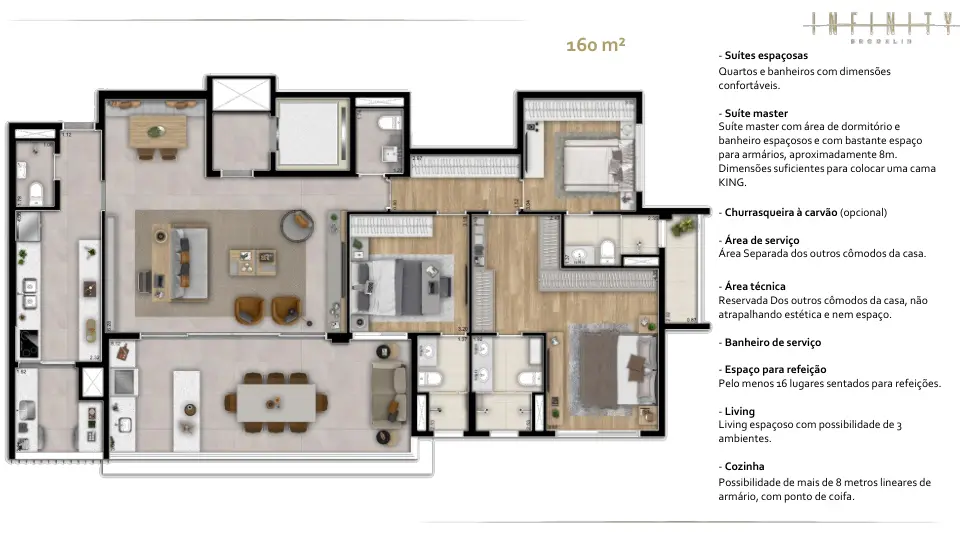 INFINITY
BROOKLIN
160 m²
- Suítes espaçosas
Quartos e banheiros com dimensões
confortáveis.
- Suíte master
Suíte master com área de dormitório e
banheiro espaçosos e com bastante espaço
para armários, aproximadamente 8m.
Dimensões suficientes para colocar uma cama
KING.
- Churrasqueira à carvão (opcional)
- Área de serviço
Área Separada dos outros cômodos da casa.
- Área técnica
Reservada Dos outros cômodos da casa, não
atrapalhando estética e nem espaço.
- Banheiro de serviço
- Espaço para refeição
Pelo menos 16 lugares sentados para refeições.
- Living
Living espaçoso com possibilidade de 3
ambientes.
- Cozinha
Possibilidade de mais de 8 metros lineares de
armário, com ponto de coifa.